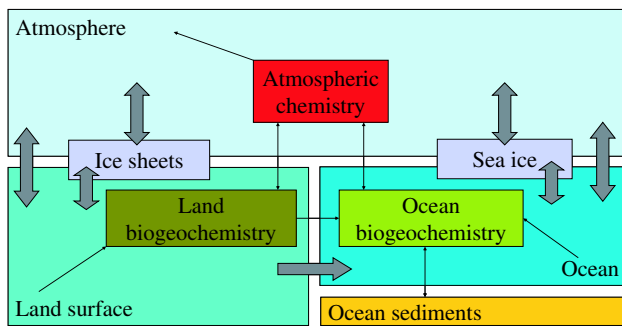 Atmosphere
Atmospheric
chemistry
Ice sheets
Sea ice
Land
biogeochemistry
Ocean
biogeochemistry
Ocean
Land surface
Ocean sediments